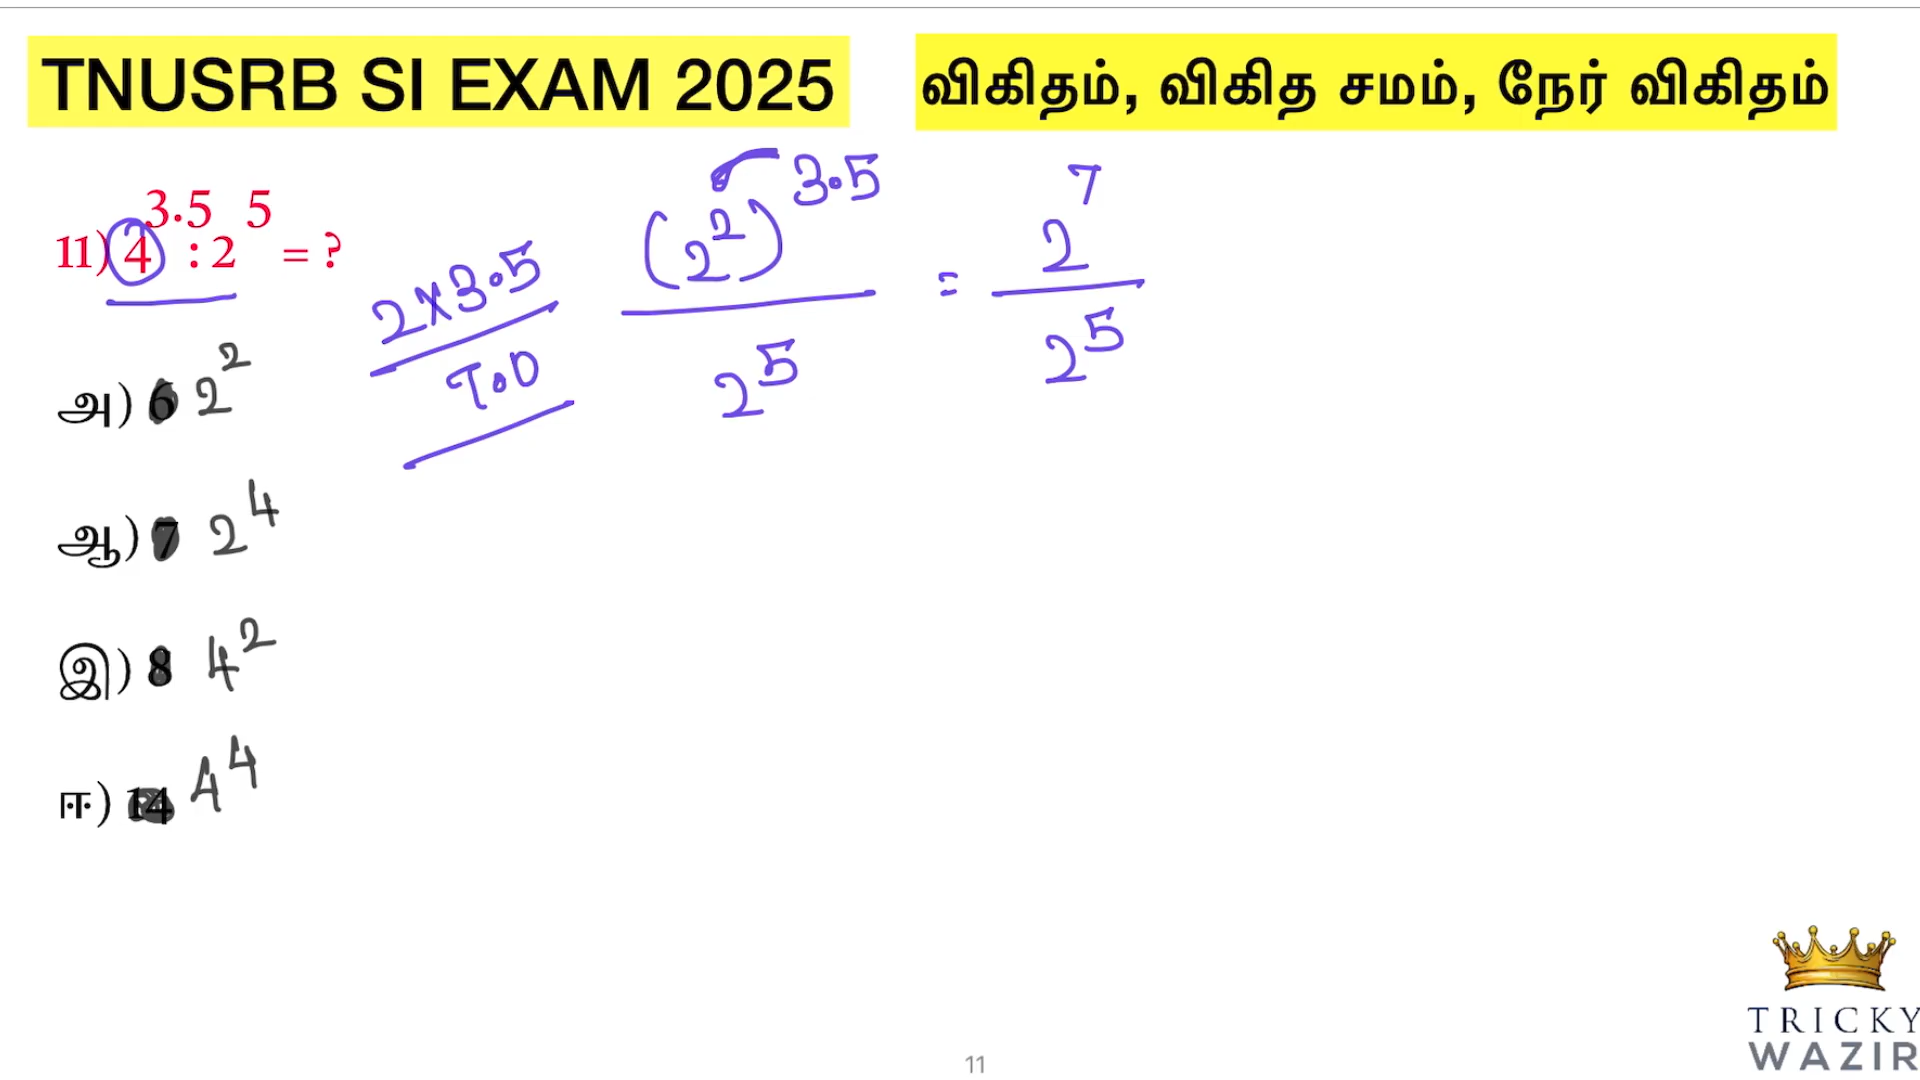 TNUSRB SI EXAM 2025
விகிதம், விகித சமம், நேர் விகிதம்
11) 4^3.5 : 2^5 = ?
2×3.5
7.0
(2^2)^3.5
2^5
= 2^7
2^5
அ) 6 2^2
ஆ) 7 2^4
இ) 8 4^2
ஈ) 14 4^4
TRICKY
WAZIR
11